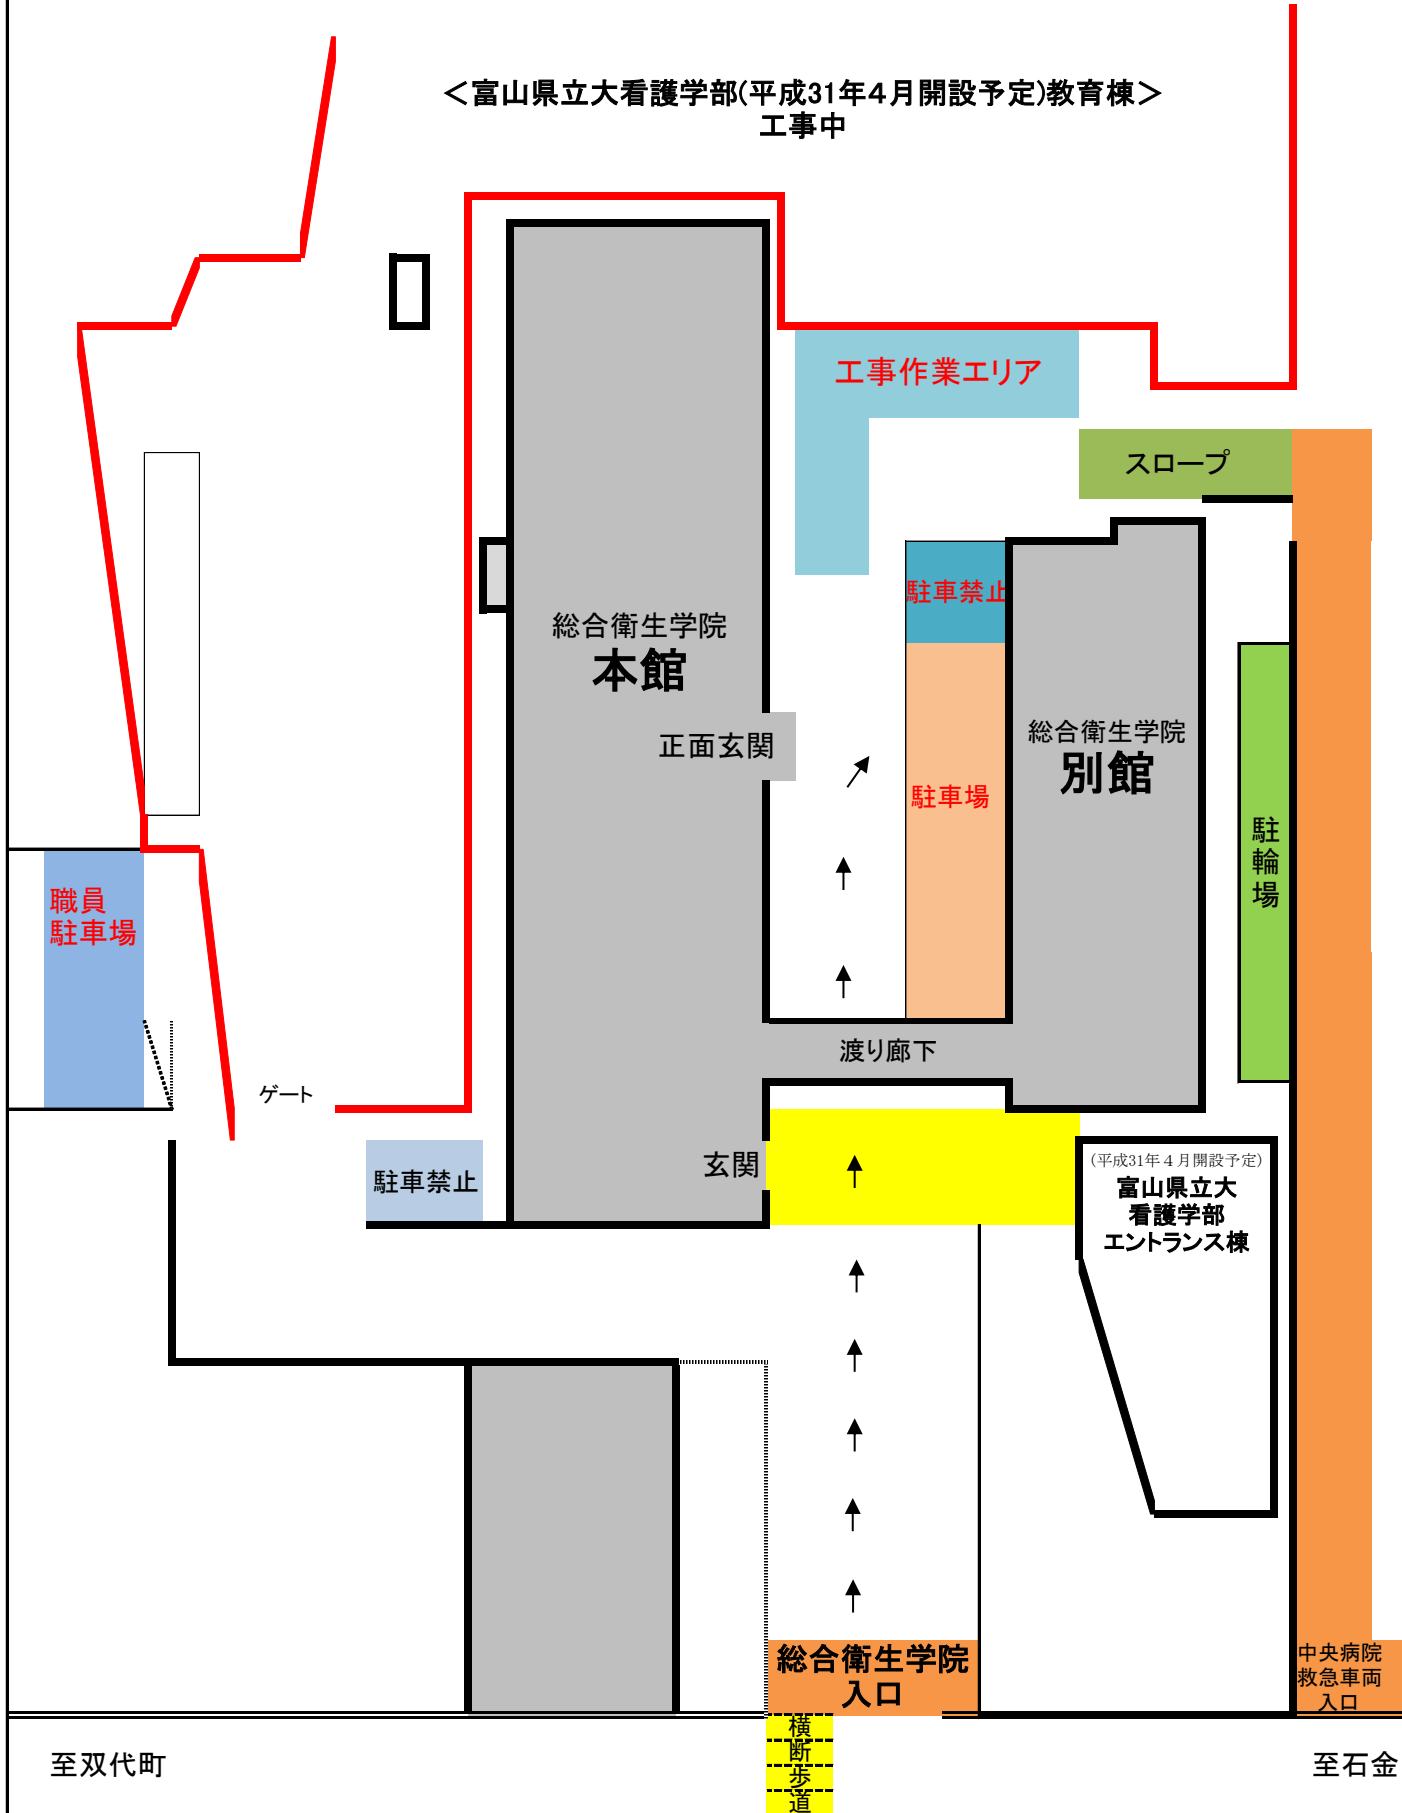 ＜富山県立大看護学部(平成31年４月開設予定)教育棟＞
工事中
工事作業エリア
スロープ
駐車禁止
総合衛生学院
本館
正面玄関
総合衛生学院
別館
駐車場
駐輪場
職員
駐車場
渡り廊下
ゲート
玄関
駐車禁止
(平成31年４月開設予定)
富山県立大
看護学部
エントランス棟
総合衛生学院
入口
中央病院
救急車両
入口
横断歩道
至双代町
至石金